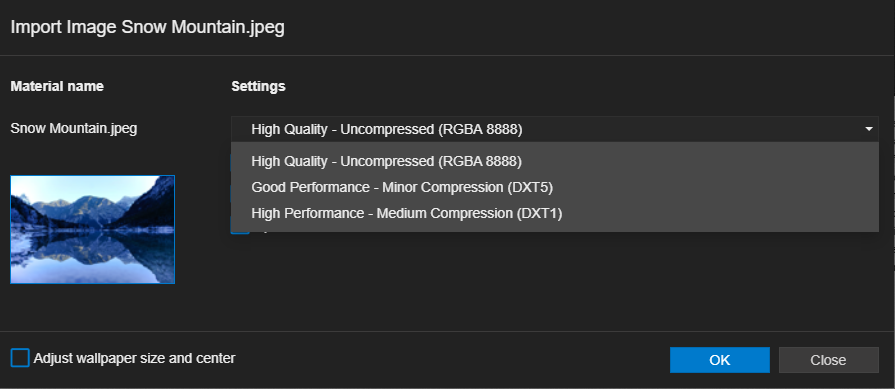 Import Image Snow Mountain.jpeg
Material name
Settings
Snow Mountain.jpeg
High Quality - Uncompressed (RGBA 8888)
High Quality - Uncompressed (RGBA 8888)
Good Performance - Minor Compression (DXT5)
High Performance - Medium Compression (DXT1)
Adjust wallpaper size and center
OK
Close